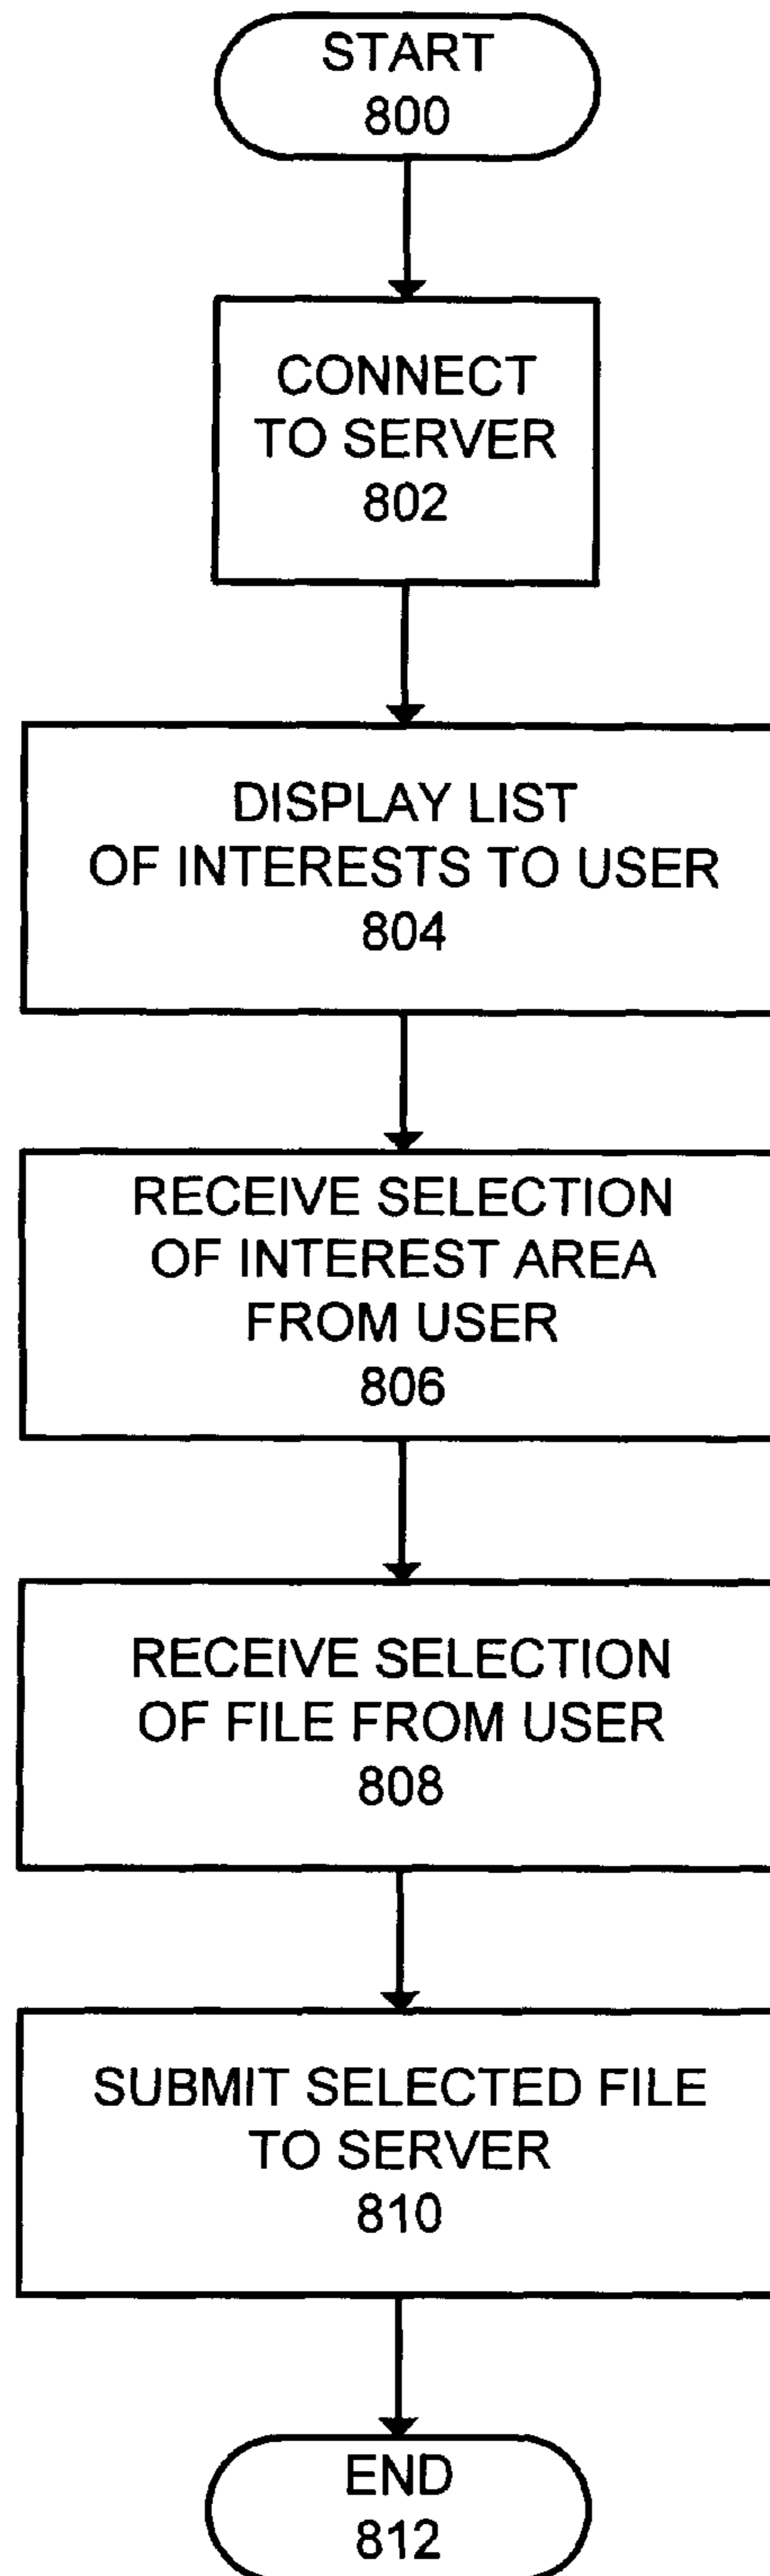 START
800
CONNECT
TO SERVER
802
DISPLAY LIST
OF INTERESTS TO USER
804
RECEIVE SELECTION
OF INTEREST AREA
FROM USER
806
RECEIVE SELECTION
OF FILE FROM USER
808
SUBMIT SELECTED FILE
TO SERVER
810
END
812